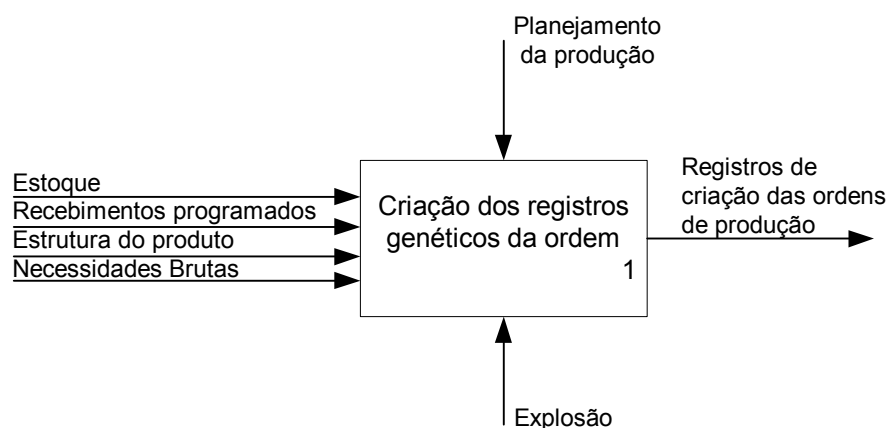 Planejamento
da produção
Estoque
Recebimentos programados
Estrutura do produto
Necessidades Brutas
Criação dos registros
genéticos da ordem
1
Registros de
criação das ordens
de produção
Explosão